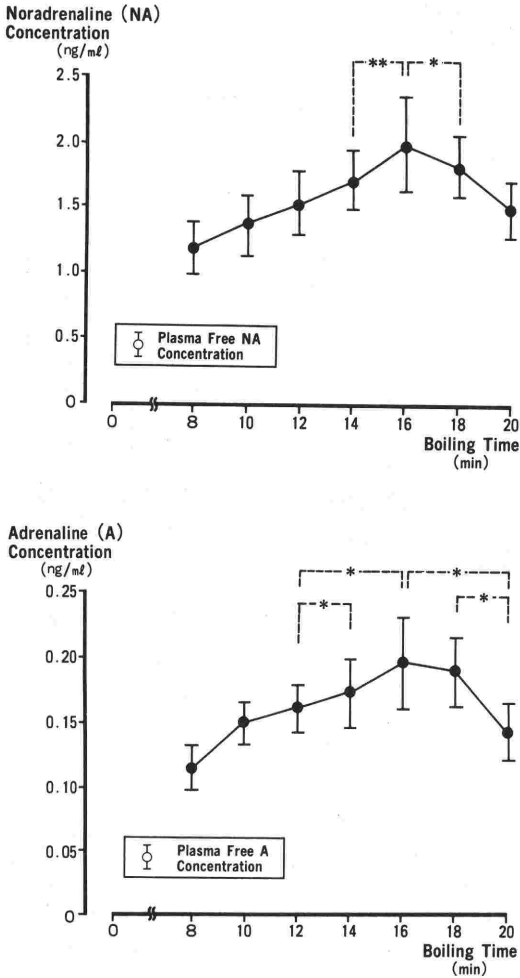 Noradrenaline (NA)
Concentration
(ng/mℓ)
2.5
2.0
1.5
1.0
0.5
0
** *
Plasma Free NA
Concentration
0 8 10 12 14 16 18 20
Boiling Time
(min)
Adrenaline (A)
Concentration
(ng/mℓ)
0.25
0.20
0.15
0.10
0.05
0
* *
* *
Plasma Free A
Concentration
0 8 10 12 14 16 18 20
Boiling Time
(min)